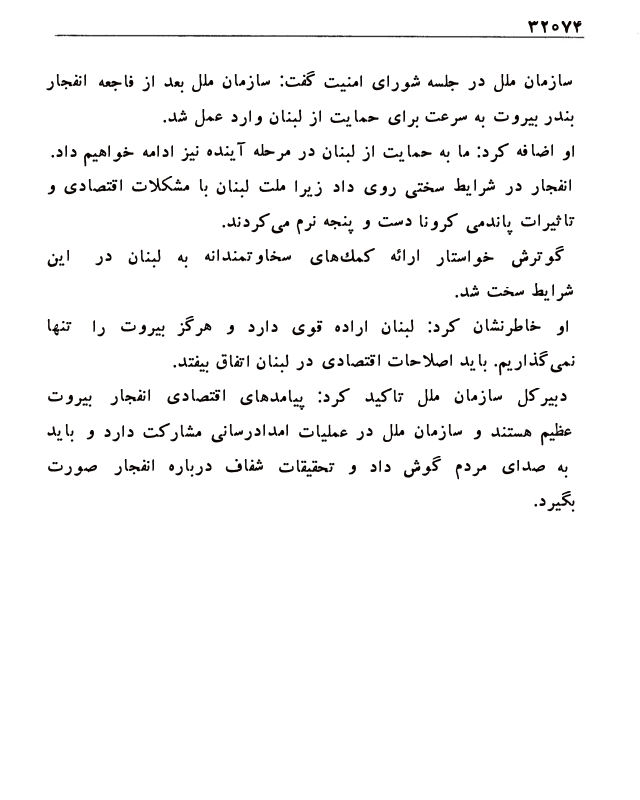 ۳۲۰۷۴
سازمان ملل در جلسه شورای امنیت گفت: سازمان ملل بعد از فاجعه انفجار
بندر بیروت به سرعت برای حمایت از لبنان وارد عمل شد.
او اضافه کرد: ما به حمایت از لبنان در مرحله آینده نیز ادامه خواهیم داد.
انفجار در شرایط سختی روی داد زیرا ملت لبنان با مشکلات اقتصادی و
تاثیرات پاندمی کرونا دست و پنجه نرم می‌کردند.
گوترش خواستار ارائه کمك‌های سخاوتمندانه به لبنان در این
شرایط سخت شد.
او خاطرنشان کرد: لبنان اراده قوی دارد و هرگز بیروت را تنها
نمی‌گذاریم. باید اصلاحات اقتصادی در لبنان اتفاق بیفتد.
دبیرکل سازمان ملل تاکید کرد: پیامدهای اقتصادی انفجار بیروت
عظیم هستند و سازمان ملل در عملیات امدادرسانی مشارکت دارد و باید
به صدای مردم گوش داد و تحقیقات شفاف درباره انفجار صورت
بگیرد.